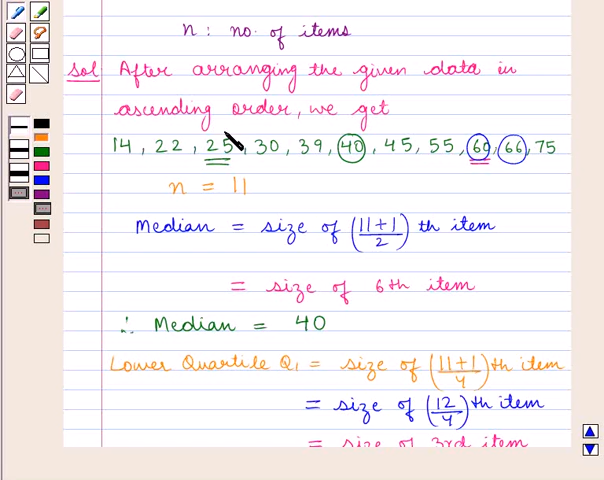 n : no. of items
Sol After arranging the given data in
ascending order, we get
14, 22, 25, 30, 39, 40, 45, 55, 60, 66, 75
n = 11
Median = size of (11+1/2) th item
= size of 6th item
∴ Median = 40
Lower Quartile Q1 = size of (11+1/4) th item
= size of (12/4) th item
= size of 3rd item